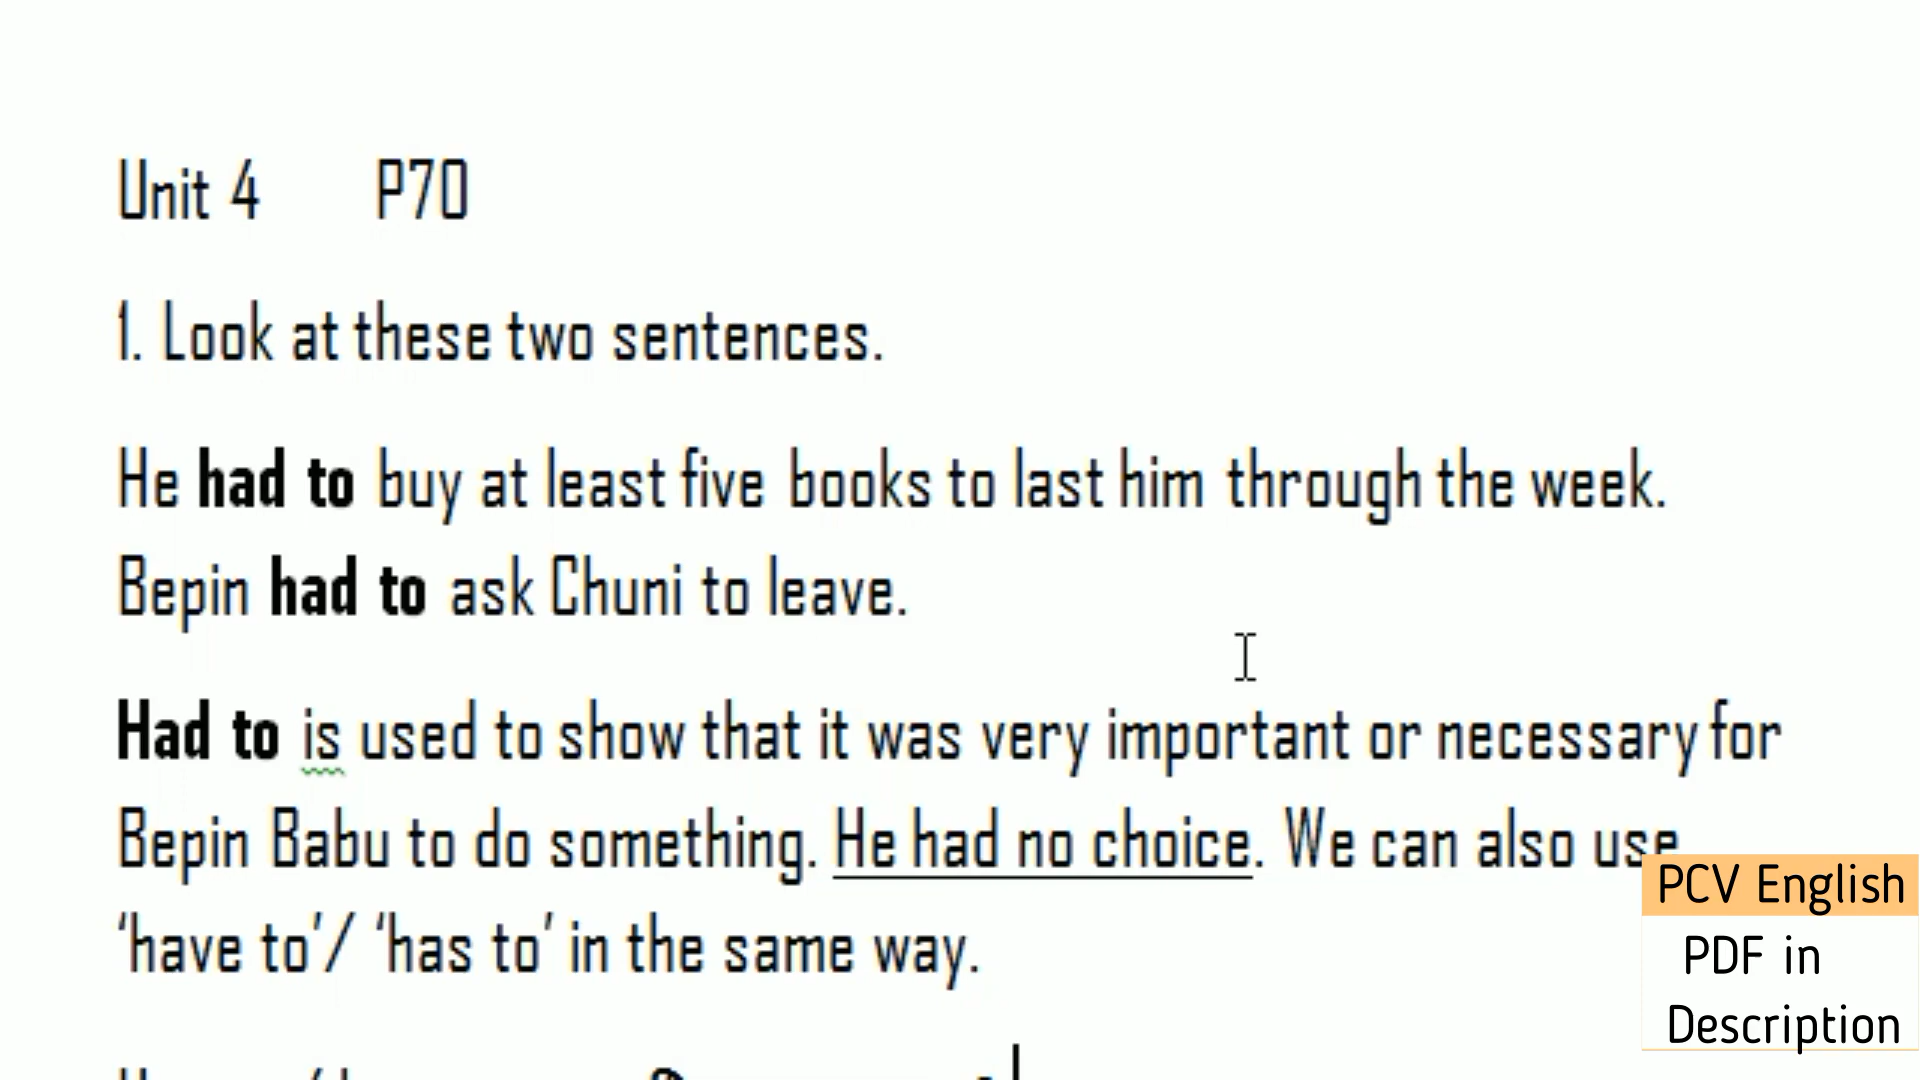 Unit 4 P70
1. Look at these two sentences.
He had to buy at least five books to last him through the week.
Bepin had to ask Chuni to leave.
Had to is used to show that it was very important or necessary for
Bepin Babu to do something. He had no choice. We can also use
‘have to’/ ‘has to’ in the same way.
PCV English
PDF in
Description